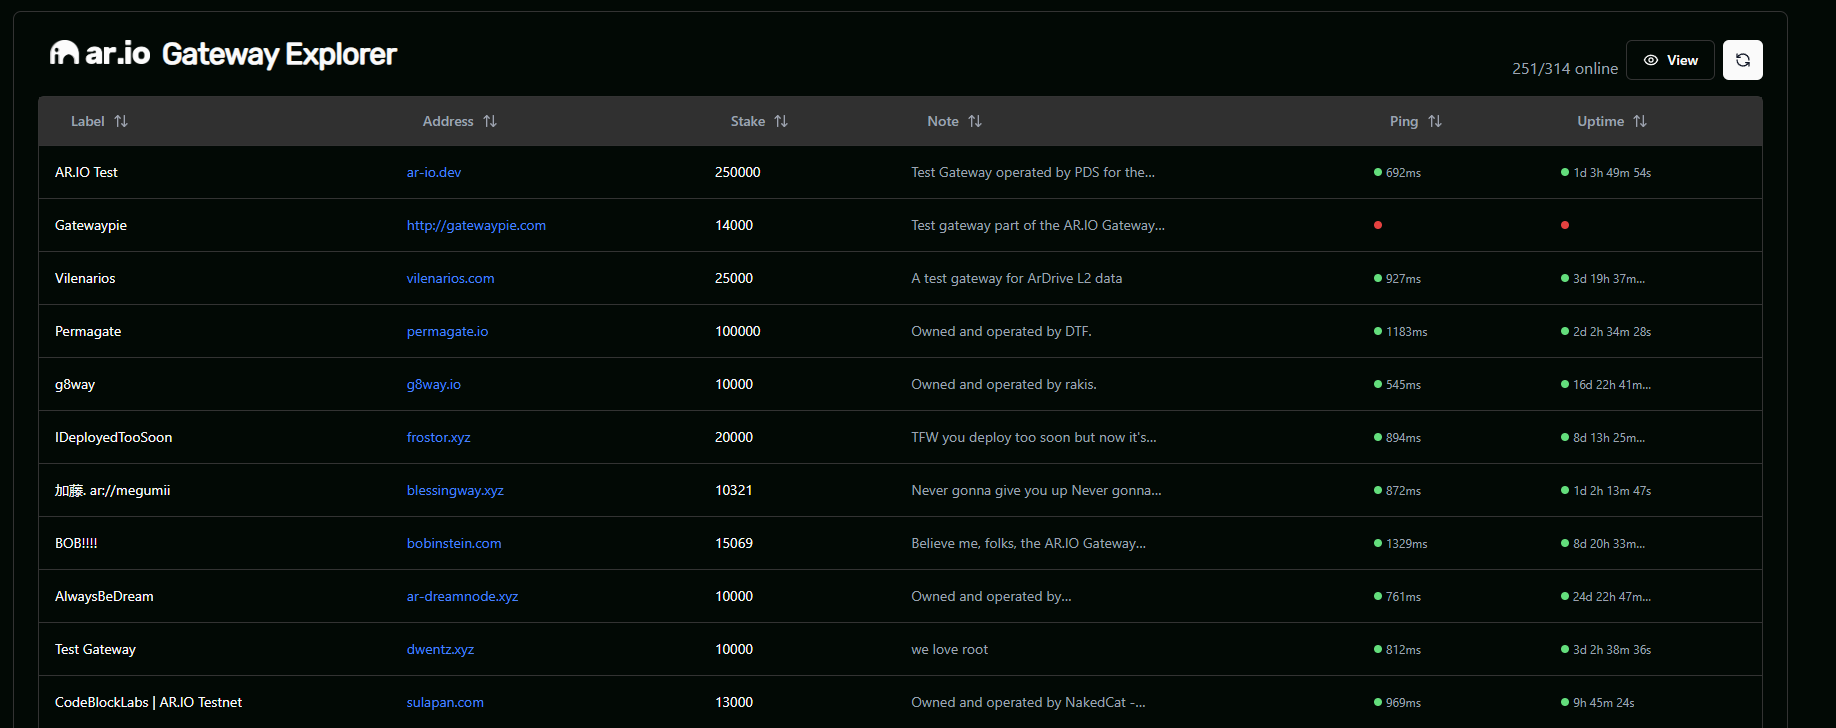 ar.io Gateway Explorer
251/314 online View
Label Address Stake Note Ping Uptime
AR.IO Test ar-io.dev 250000 Test Gateway operated by PDS for the... 692ms 1d 3h 49m 54s
Gatewaypie http://gatewaypie.com 14000 Test gateway part of the AR.IO Gateway...
Vilenarios vilenarios.com 25000 A test gateway for ArDrive L2 data 927ms 3d 19h 37m...
Permagate permagate.io 100000 Owned and operated by DTF. 1183ms 2d 2h 34m 28s
g8way g8way.io 10000 Owned and operated by rakis. 545ms 16d 22h 41m...
IDeployedTooSoon frostor.xyz 20000 TFW you deploy too soon but now it's... 894ms 8d 13h 25m...
加藤. ar://megumii blessingway.xyz 10321 Never gonna give you up Never gonna... 872ms 1d 2h 13m 47s
BOB!!!! bobinstein.com 15069 Believe me, folks, the AR.IO Gateway... 1329ms 8d 20h 33m...
AlwaysBeDream ar-dreamnode.xyz 10000 Owned and operated by... 761ms 24d 22h 47m...
Test Gateway dwentz.xyz 10000 we love root 812ms 3d 2h 38m 36s
CodeBlockLabs | AR.IO Testnet sulapan.com 13000 Owned and operated by NakedCat -... 969ms 9h 45m 24s